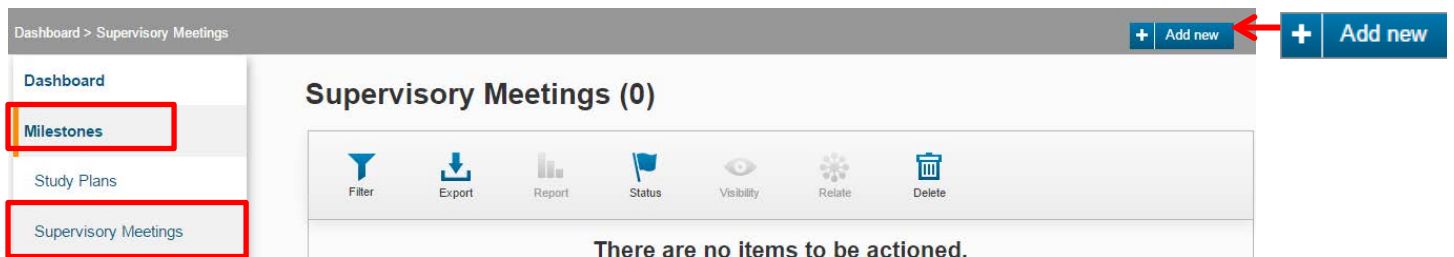 Dashboard > Supervisory Meetings
+ Add new
+ Add new
Dashboard
Milestones
Study Plans
Supervisory Meetings
Supervisory Meetings (0)
Filter Export Report Status Visibility Relate Delete
There are no items to be actioned.